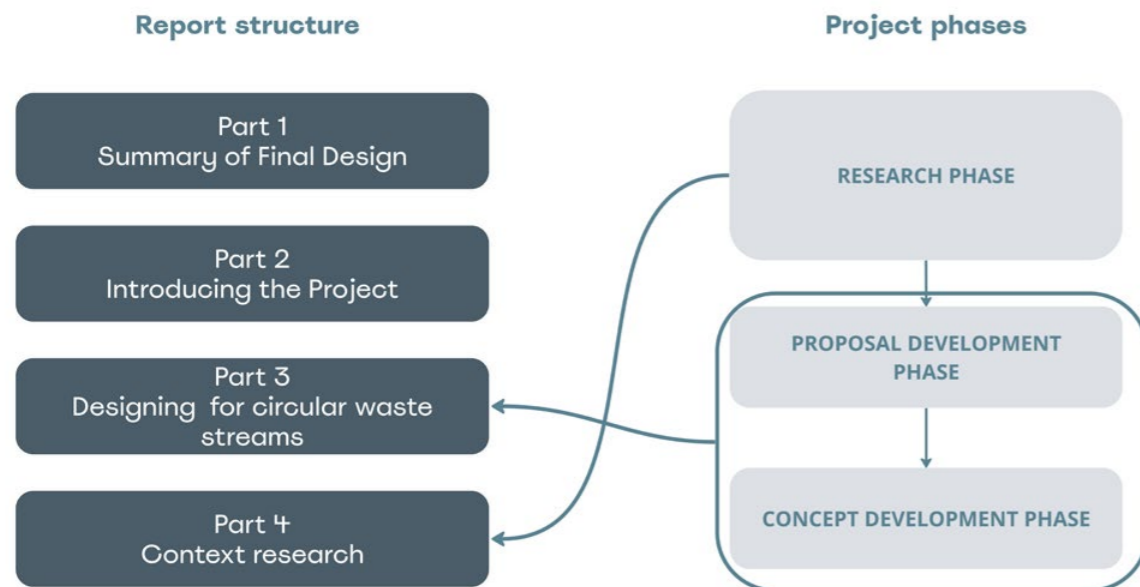 Report structure
Part 1
Summary of Final Design
Part 2
Introducing the Project
Part 3
Designing for circular waste
streams
Part 4
Context research
Project phases
RESEARCH PHASE
PROPOSAL DEVELOPMENT
PHASE
CONCEPT DEVELOPMENT PHASE